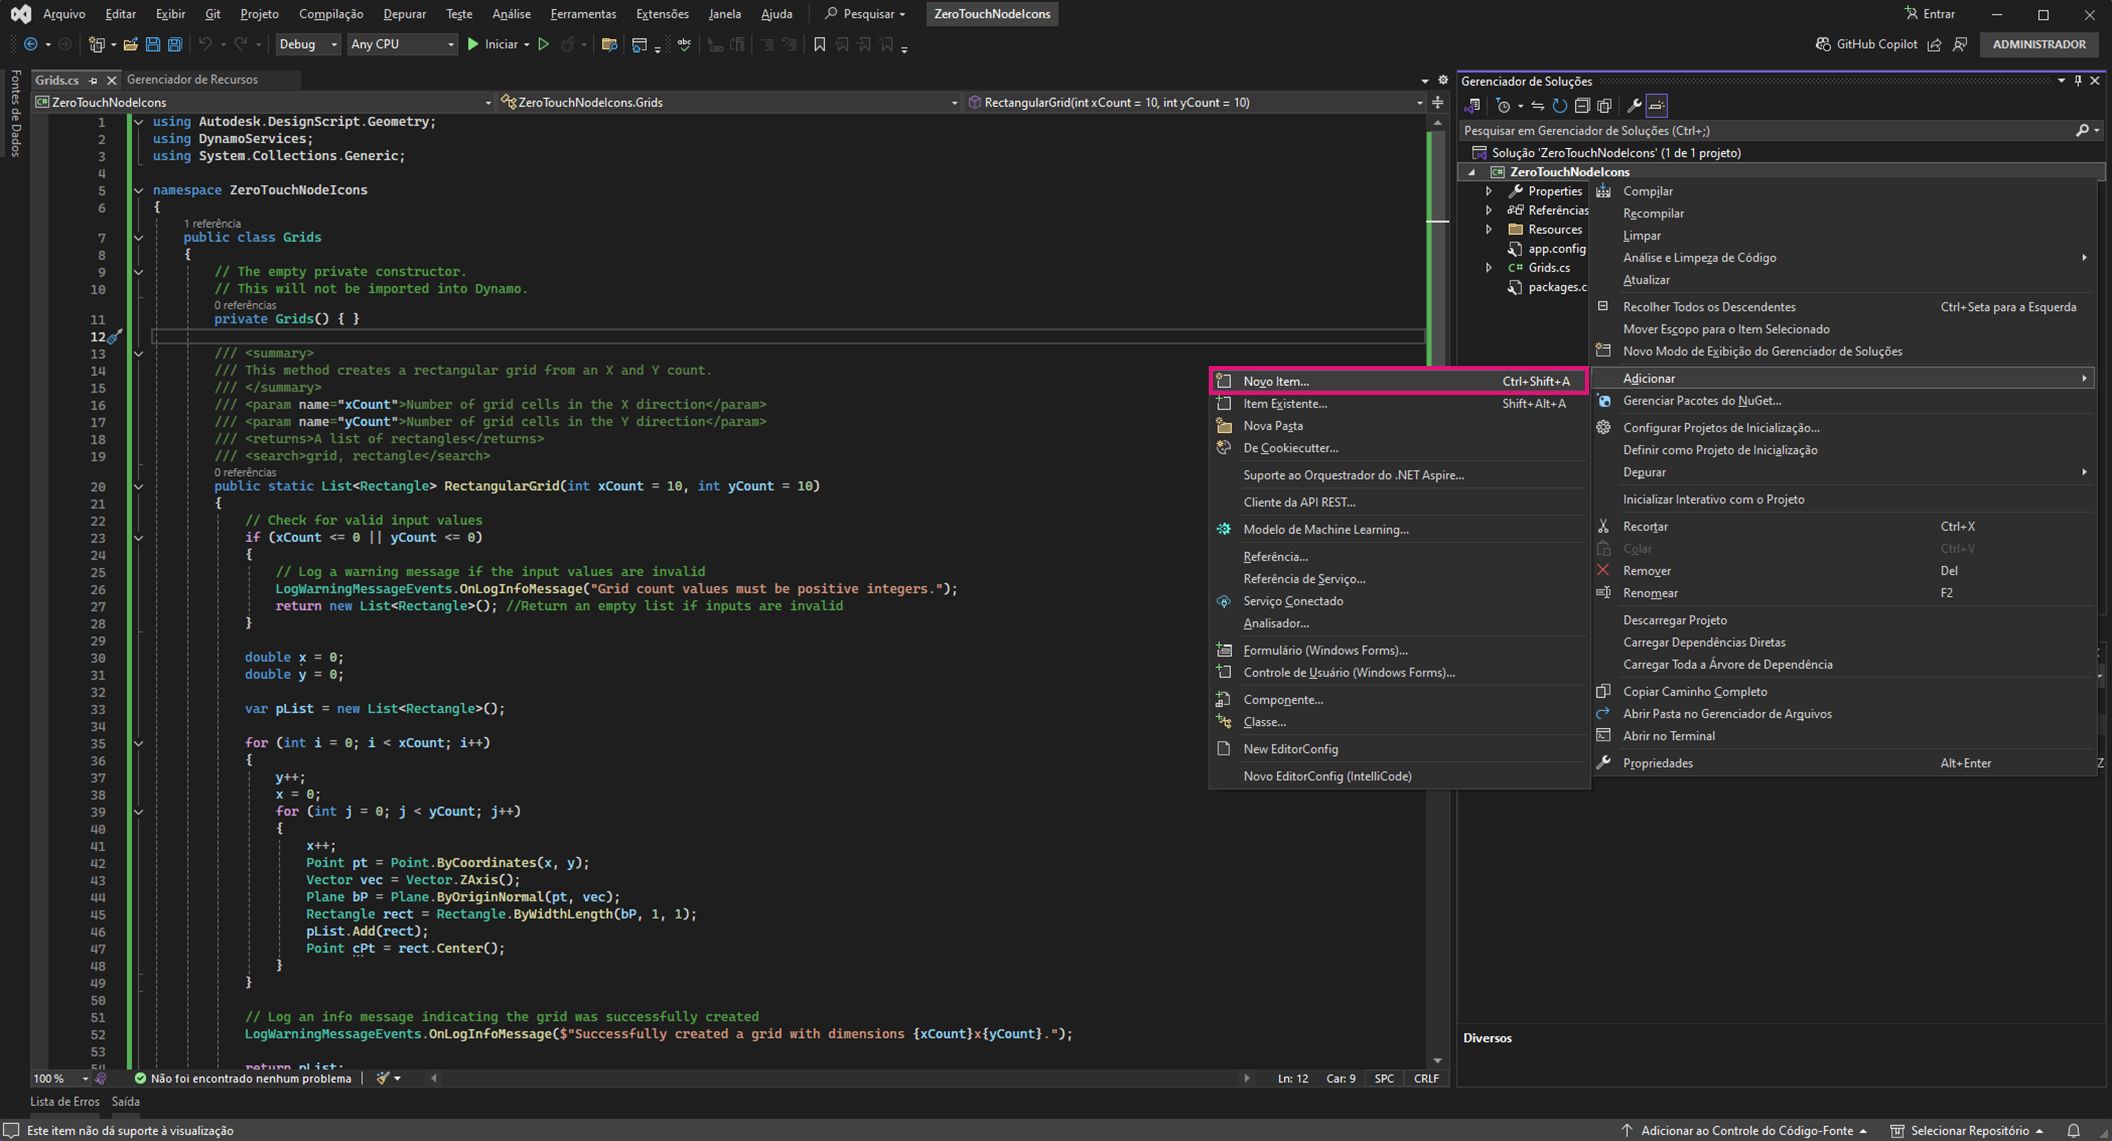 Arquivo Editar Exibir Git Projeto Compilação Depurar Teste Análise Ferramentas Extensões Janela Ajuda Pesquisar ZeroTouchNodeIcons Entrar
Debug Any CPU Iniciar GitHub Copilot ADMINISTRADOR
Fontes de Dados
Grids.cs Gerenciador de Recursos
ZeroTouchNodeIcons ZeroTouchNodeIcons.Grids RectangularGrid(int xCount = 10, int yCount = 10)
1 using Autodesk.DesignScript.Geometry;
2 using DynamoServices;
3 using System.Collections.Generic;
4
5 namespace ZeroTouchNodeIcons
6 {
1 referência
7 public class Grids
8 {
9 // The empty private constructor.
10 // This will not be imported into Dynamo.
0 referências
11 private Grids() { }
12
13 /// <summary>
14 /// This method creates a rectangular grid from an X and Y count.
15 /// </summary>
16 /// <param name="xCount">Number of grid cells in the X direction</param>
17 /// <param name="yCount">Number of grid cells in the Y direction</param>
18 /// <returns>A list of rectangles</returns>
19 /// <search>grid, rectangle</search>
0 referências
20 public static List<Rectangle> RectangularGrid(int xCount = 10, int yCount = 10)
21 {
22 // Check for valid input values
23 if (xCount <= 0 || yCount <= 0)
24 {
25 // Log a warning message if the input values are invalid
26 LogWarningMessageEvents.OnLogInfoMessage("Grid count values must be positive integers.");
27 return new List<Rectangle>(); //Return an empty list if inputs are invalid
28 }
29
30 double x = 0;
31 double y = 0;
32
33 var pList = new List<Rectangle>();
34
35 for (int i = 0; i < xCount; i++)
36 {
37 y++;
38 x = 0;
39 for (int j = 0; j < yCount; j++)
40 {
41 x++;
42 Point pt = Point.ByCoordinates(x, y);
43 Vector vec = Vector.ZAxis();
44 Plane bP = Plane.ByOriginNormal(pt, vec);
45 Rectangle rect = Rectangle.ByWidthLength(bP, 1, 1);
46 pList.Add(rect);
47 Point cPt = rect.Center();
48 }
49 }
50
51 // Log an info message indicating the grid was successfully created
52 LogWarningMessageEvents.OnLogInfoMessage($"Successfully created a grid with dimensions {xCount}x{yCount}.");
53
54 return pList;
100 % Não foi encontrado nenhum problema Ln: 12 Car: 9 SPC CRLF
Lista de Erros Saída
Este item não dá suporte à visualização Adicionar ao Controle do Código-Fonte Selecionar Repositório
Novo Item... Ctrl+Shift+A
Item Existente... Shift+Alt+A
Nova Pasta
De Cookiecutter...
Suporte ao Orquestrador do .NET Aspire...
Cliente da API REST...
Modelo de Machine Learning...
Referência...
Referência de Serviço...
Serviço Conectado
Analisador...
Formulário (Windows Forms)...
Controle de Usuário (Windows Forms)...
Componente...
Classe...
New EditorConfig
Novo EditorConfig (IntelliCode)
Gerenciador de Soluções
Pesquisar em Gerenciador de Soluções (Ctrl+;)
Solução 'ZeroTouchNodeIcons' (1 de 1 projeto)
ZeroTouchNodeIcons
Properties
Referências
Resources
app.config
Grids.cs
packages.c
Compilar
Recompilar
Limpar
Análise e Limpeza de Código
Atualizar
Recolher Todos os Descendentes Ctrl+Seta para a Esquerda
Mover Escopo para o Item Selecionado
Novo Modo de Exibição do Gerenciador de Soluções
Adicionar
Gerenciar Pacotes do NuGet...
Configurar Projetos de Inicialização...
Definir como Projeto de Inicialização
Depurar
Inicializar Interativo com o Projeto
Recortar Ctrl+X
Colar Ctrl+V
Remover Del
Renomear F2
Descarregar Projeto
Carregar Dependências Diretas
Carregar Toda a Árvore de Dependência
Copiar Caminho Completo
Abrir Pasta no Gerenciador de Arquivos
Abrir no Terminal
Propriedades Alt+Enter
Diversos